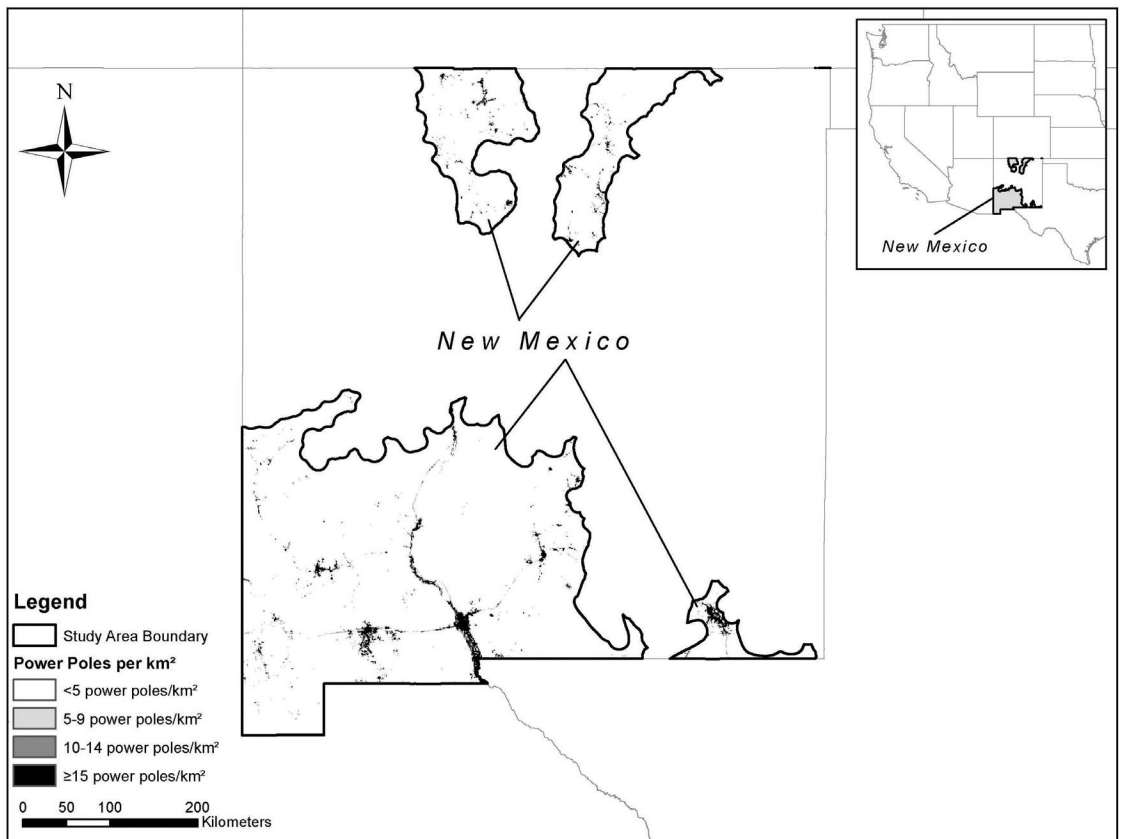 N
New Mexico
New Mexico
Legend
Study Area Boundary
Power Poles per km²
<5 power poles/km²
5-9 power poles/km²
10-14 power poles/km²
≥15 power poles/km²
0 50 100 200
Kilometers